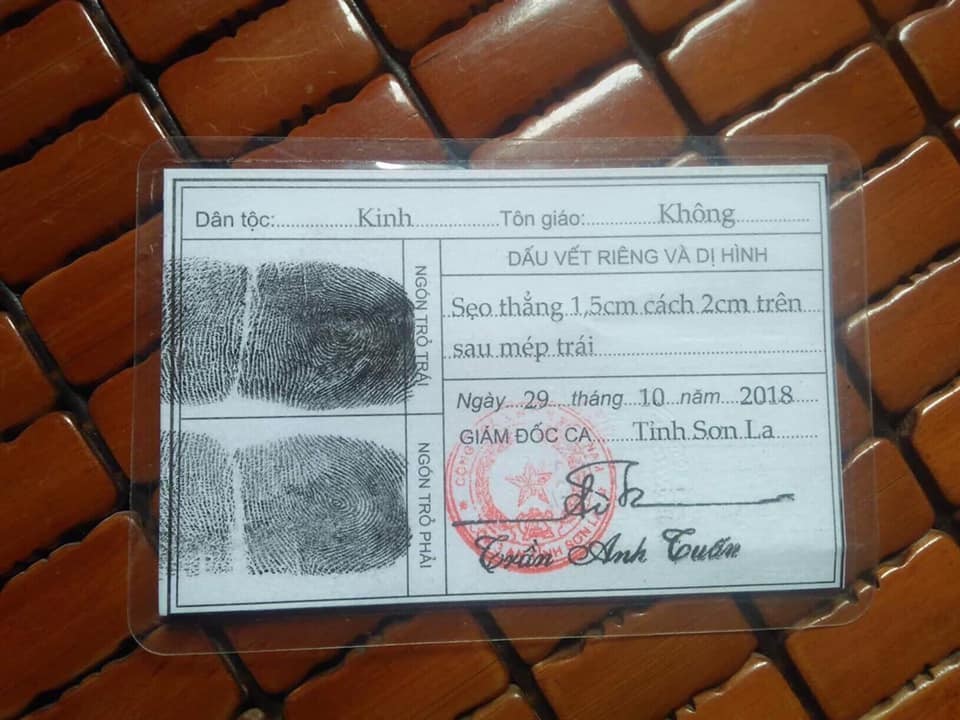 Dân tộc: Kinh Tôn giáo: Không
NGÓN TRỎ TRÁI
DẤU VẾT RIÊNG VÀ DỊ HÌNH
Sẹo thẳng 1,5cm cách 2cm trên
sau mép trái
Ngày 29 tháng 10 năm 2018
GIÁM ĐỐC CA Tỉnh Sơn La
NGÓN TRỎ PHẢI
Trần Anh Tuấn